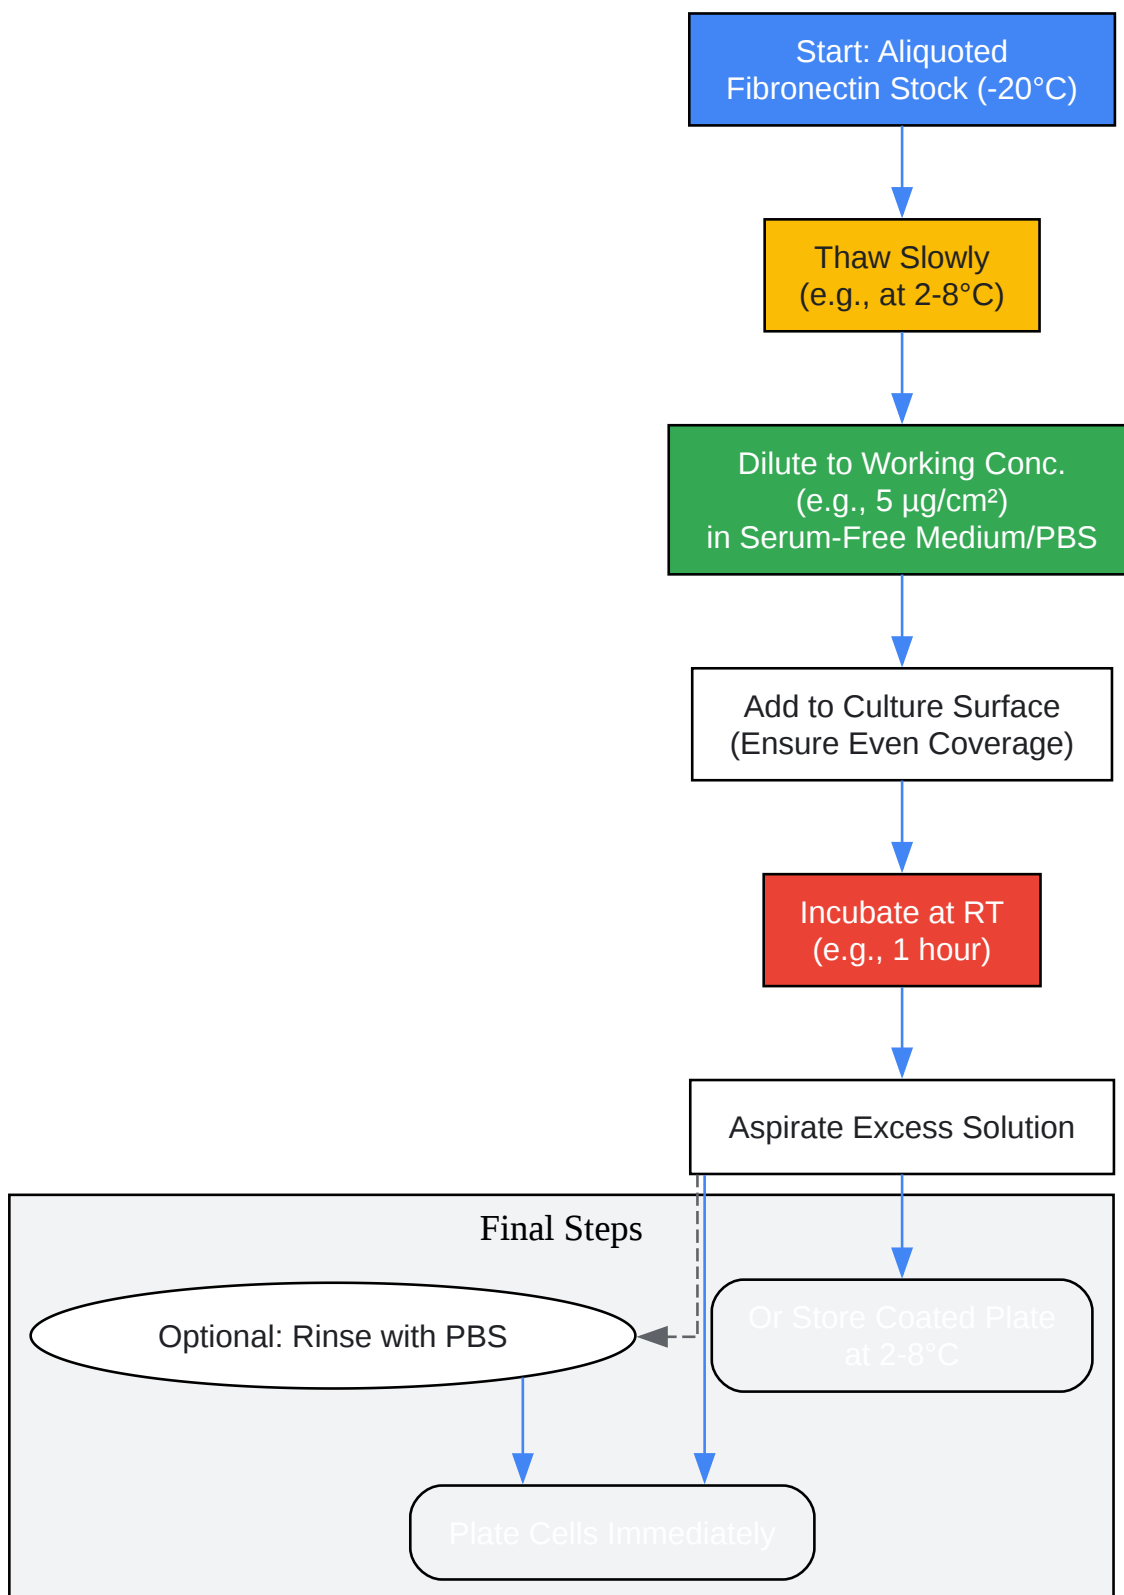 Start: Aliquoted
Fibronectin Stock (-20°C)
Thaw Slowly
(e.g., at 2-8°C)
Dilute to Working Conc.
(e.g., 5 µg/cm²)
in Serum-Free Medium/PBS
Add to Culture Surface
(Ensure Even Coverage)
Incubate at RT
(e.g., 1 hour)
Aspirate Excess Solution
Final Steps
Optional: Rinse with PBS
Or Store Coated Plate
at 2-8°C
Plate Cells Immediately